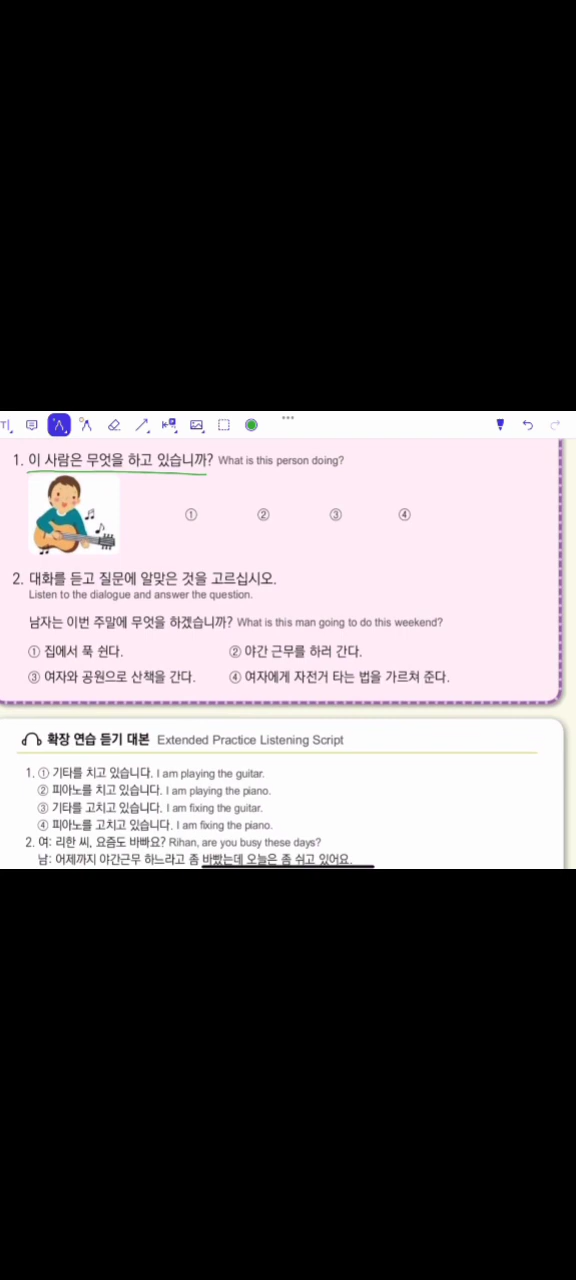 1. 이 사람은 무엇을 하고 있습니까? What is this person doing?
① ② ③ ④
2. 대화를 듣고 질문에 알맞은 것을 고르십시오.
Listen to the dialogue and answer the question.
남자는 이번 주말에 무엇을 하겠습니까? What is this man going to do this weekend?
① 집에서 푹 쉰다. ② 야간 근무를 하러 간다.
③ 여자와 공원으로 산책을 간다. ④ 여자에게 자전거 타는 법을 가르쳐 준다.
확장 연습 듣기 대본 Extended Practice Listening Script
1. ① 기타를 치고 있습니다. I am playing the guitar.
② 피아노를 치고 있습니다. I am playing the piano.
③ 기타를 고치고 있습니다. I am fixing the guitar.
④ 피아노를 고치고 있습니다. I am fixing the piano.
2. 여: 리한 씨, 요즘도 바빠요? Rihan, are you busy these days?
남: 어제까지 야간근무 하느라고 좀 바빴는데 오늘은 좀 쉬고 있어요.